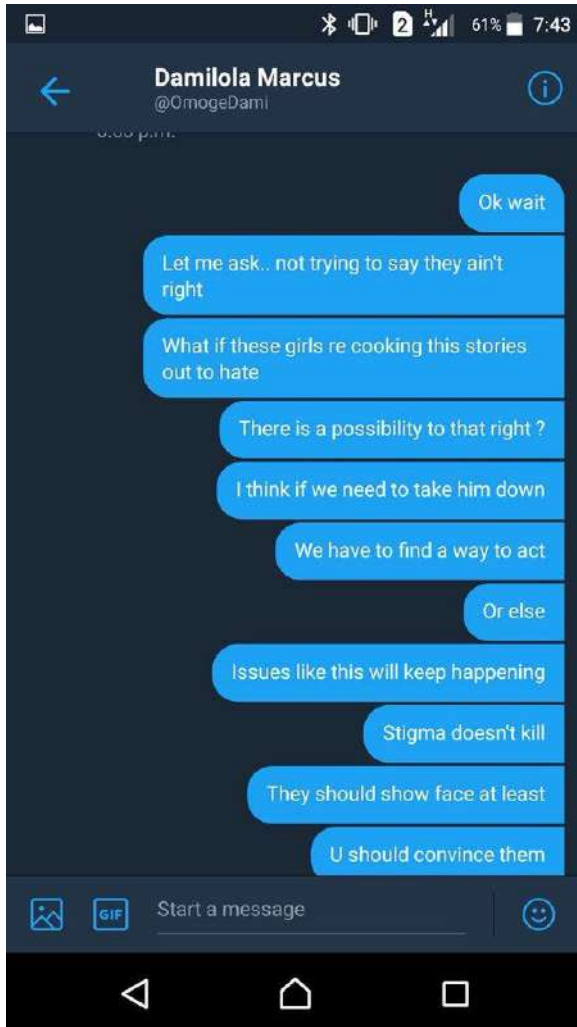 2 H 61% 7:43
Damilola Marcus
@OmogeDami
p.m.
Ok wait
Let me ask.. not trying to say they ain't
right
What if these girls re cooking this stories
out to hate
There is a possibility to that right ?
I think if we need to take him down
We have to find a way to act
Or else
Issues like this will keep happening
Stigma doesn't kill
They should show face at least
U should convince them
GIF Start a message